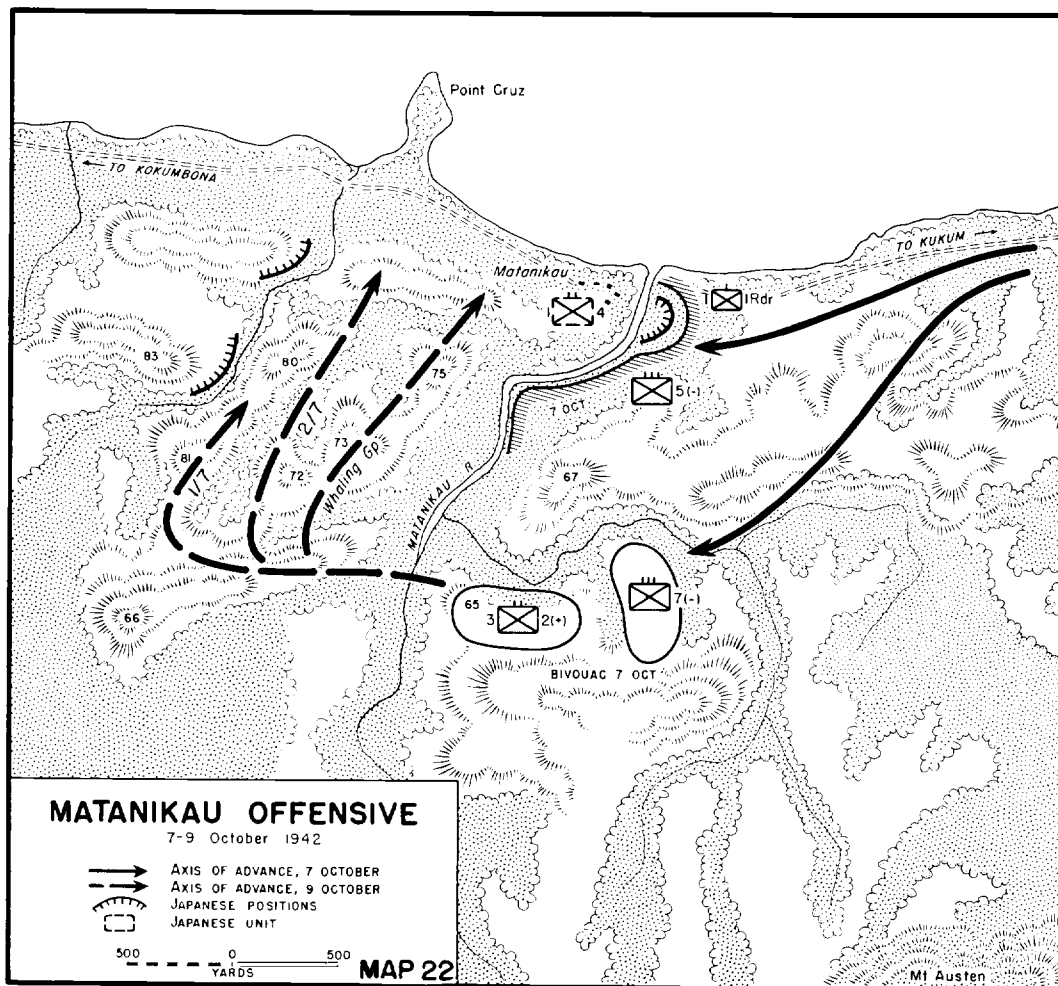 Point Cruz
TO KOKUMBONA
TO KUKUM
Matanikau
1 4
1 1Rdr
83
80
75
5(-)
7 OCT
2/7
73
81
1/7
72
Whaling Gp
67
MATANIKAU R.
65
3 2(+)
7(-)
66
BIVOUAC 7 OCT
MATANIKAU OFFENSIVE
7-9 October 1942
AXIS OF ADVANCE, 7 OCTOBER
AXIS OF ADVANCE, 9 OCTOBER
JAPANESE POSITIONS
JAPANESE UNIT
500 0 500
YARDS
MAP 22
Mt Austen